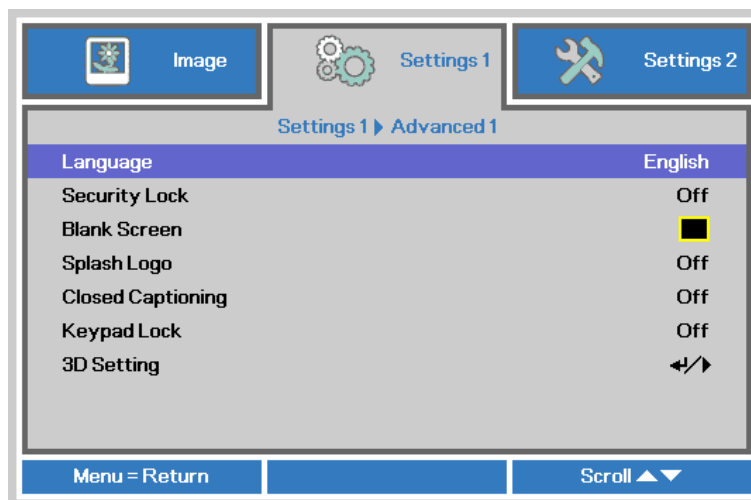 Image Settings 1 Settings 2
Settings 1 ▶ Advanced 1
Language English
Security Lock Off
Blank Screen
Splash Logo Off
Closed Captioning Off
Keypad Lock Off
3D Setting ↵/▶
Menu = Return Scroll ▲▼